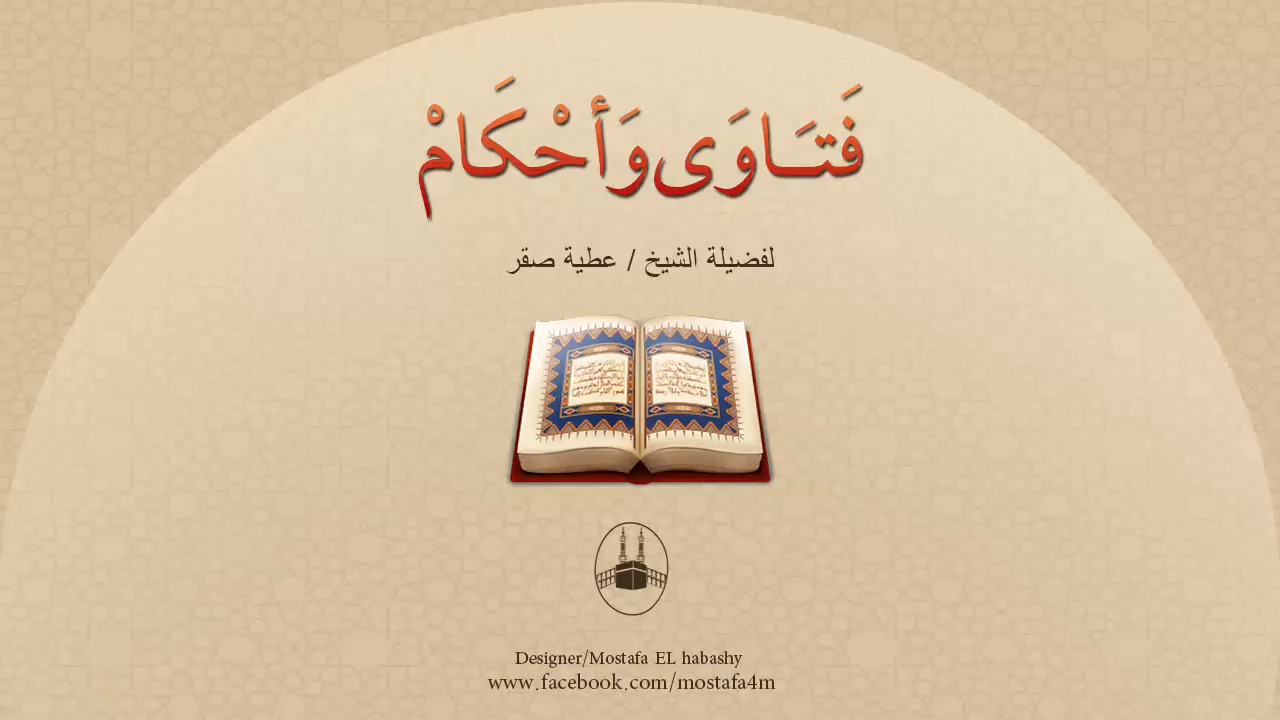 فَتَاوَى وَأَحْكَامْ
لفضيلة الشيخ / عطية صقر
Designer/Mostafa EL habashy
www.facebook.com/mostafa4m